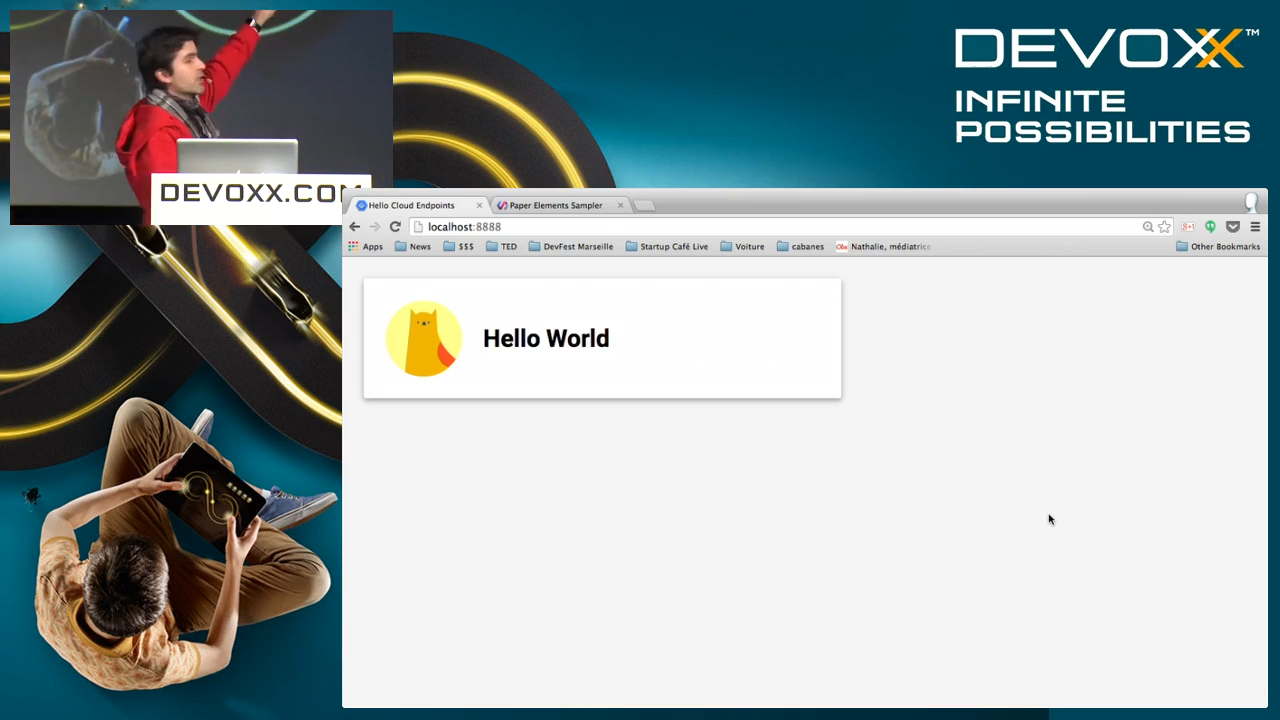 DEVOXX™
INFINITE
POSSIBILITIES
DEVOXX.COM
Hello Cloud Endpoints
Paper Elements Sampler
localhost:8888
Apps News $$$ TED DevFest Marseille Startup Café Live Voiture cabanes Nathalie, médiatrice Other Bookmarks
Hello World